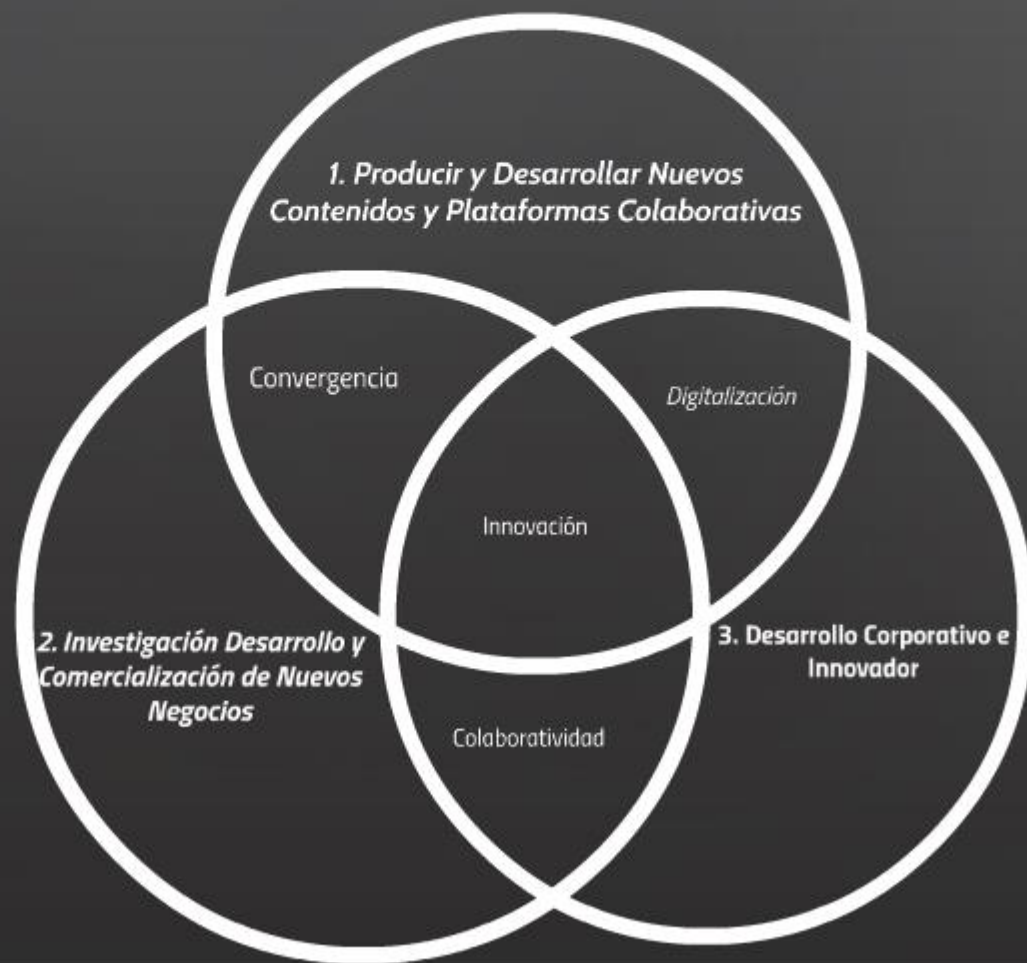 1. Producir y Desarrollar Nuevos
Contenidos y Plataformas Colaborativas
Convergencia
Digitalización
Innovación
2. Investigación Desarrollo y
Comercialización de Nuevos
Negocios
3. Desarrollo Corporativo e
Innovador
Colaboratividad